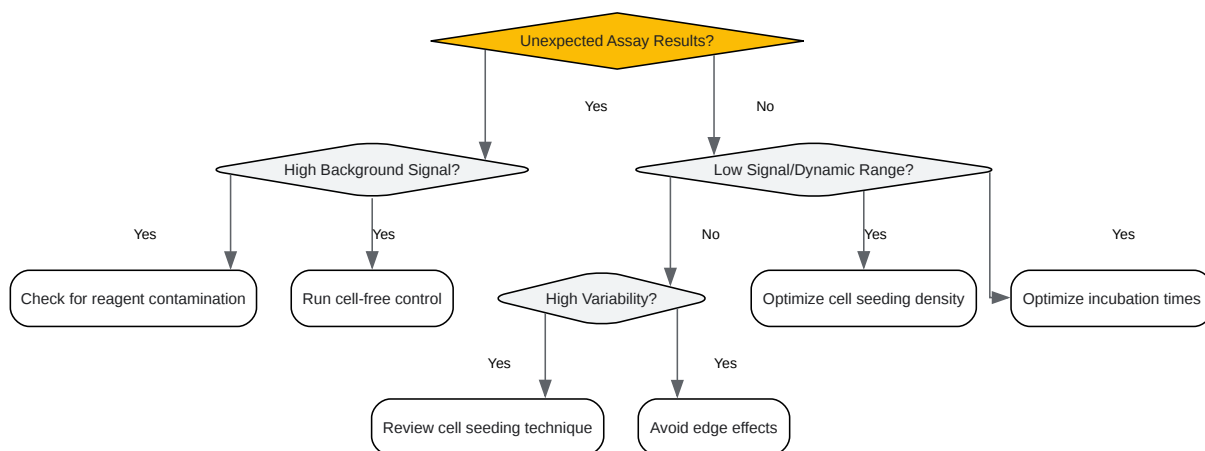 Unexpected Assay Results?
Yes
No
High Background Signal?
Low Signal/Dynamic Range?
Yes
Yes
No
Yes
Yes
Check for reagent contamination
Run cell-free control
High Variability?
Optimize cell seeding density
Optimize incubation times
Yes
Yes
Review cell seeding technique
Avoid edge effects